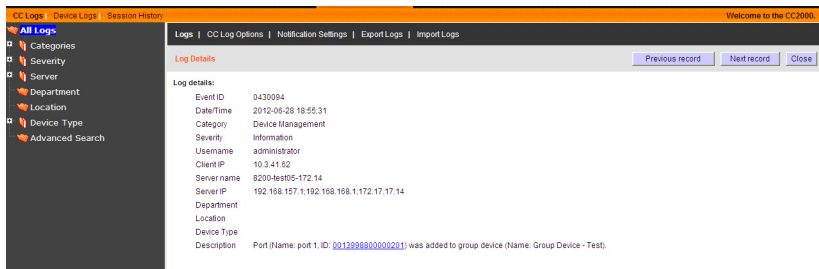 CC Logs | Device Logs | Session History
Welcome to the CC2000.
All Logs
Categories
Severity
Server
Department
Location
Device Type
Advanced Search
Logs | CC Log Options | Notification Settings | Export Logs | Import Logs
Log Details
Previous record
Next record
Close
Log details:
Event ID 0430094
Date/Time 2012-06-28 18:55:31
Category Device Management
Severity Information
Username administrator
Client IP 10.3.41.62
Server name 8200-test05-172.14
Server IP 192.168.157.1;192.168.168.1;172.17.17.14
Department
Location
Device Type
Description Port (Name: port 1, ID: 0013998800000201) was added to group device (Name: Group Device - Test).